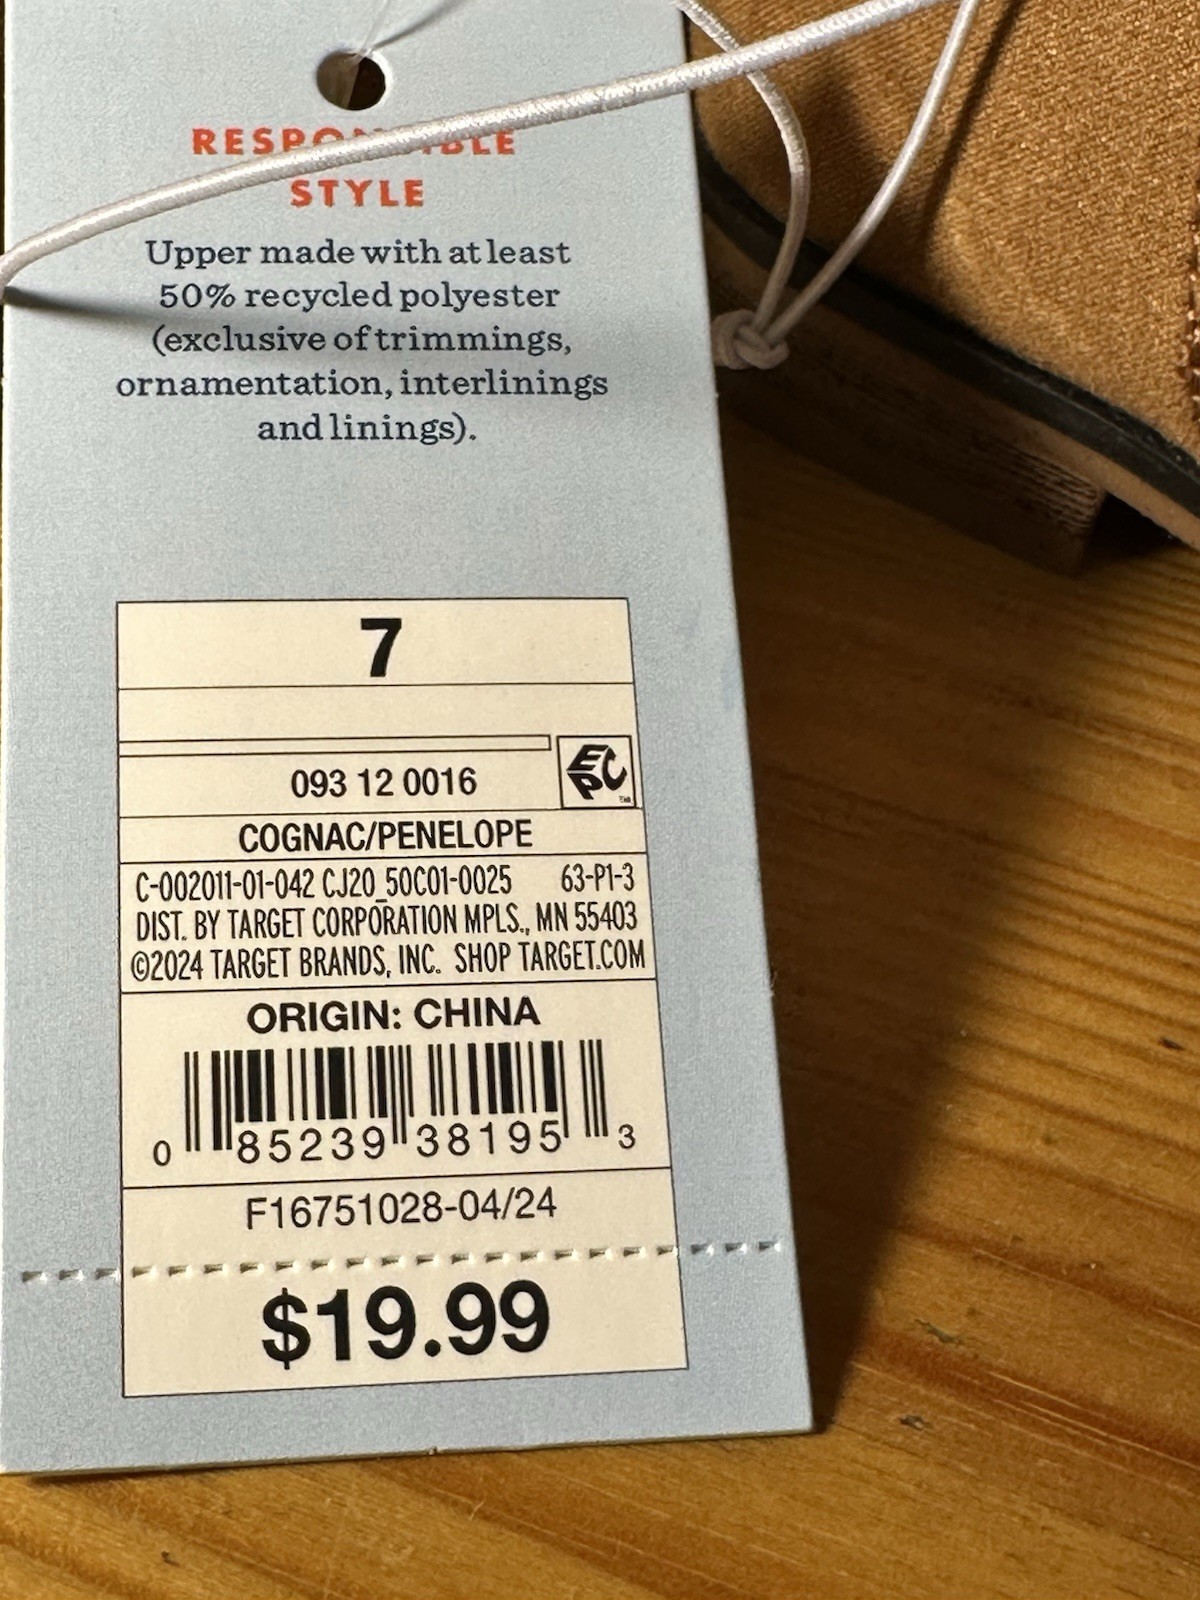 STYLE
Upper made with at least
50% recycled polyester
(exclusive of trimmings,
ornamentation, interlinings
and linings).
7
EPC
093 12 0016
COGNAC/PENELOPE
C-002011-01-042 CJ20_50C01-0025 63-P1-3
DIST. BY TARGET CORPORATION MPLS., MN 55403
©2024 TARGET BRANDS, INC. SHOP TARGET.COM
ORIGIN: CHINA
0 85239 38195 3
F16751028-04/24
$19.99